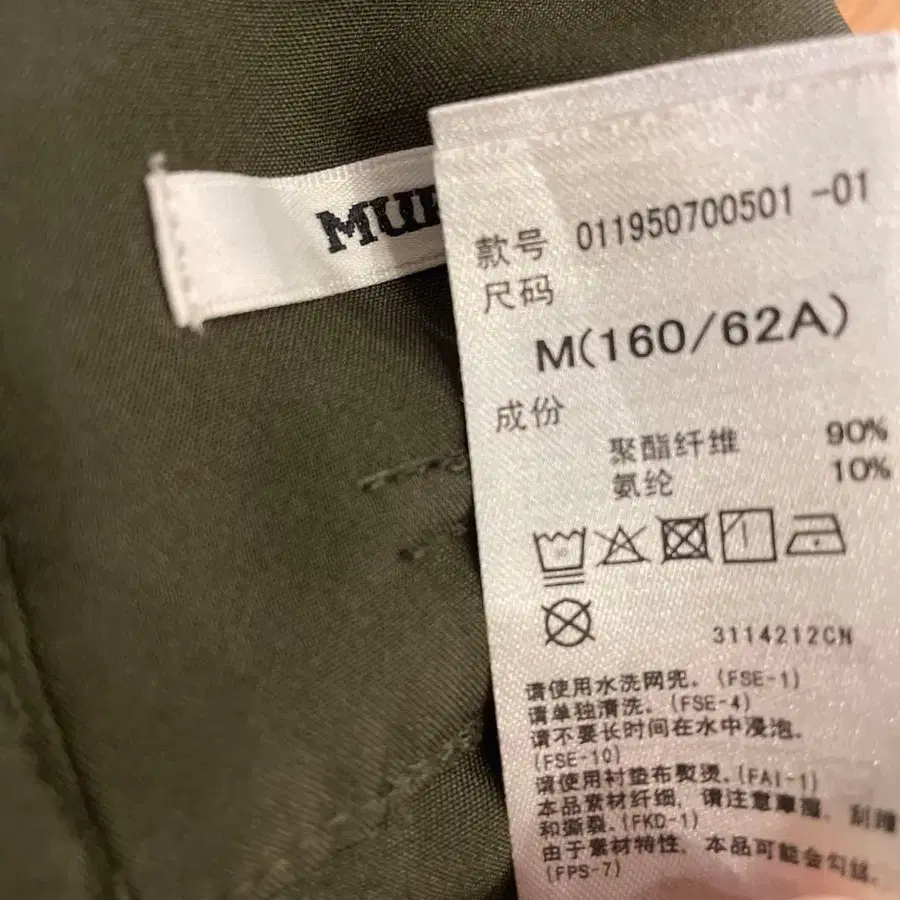 MU
款号 011950700501 -01
尺码
M(160/62A)
成份
聚酯纤维 90%
氨纶 10%
3114212CN
请使用水洗网兜。(FSE-1)
请单独清洗。(FSE-4)
请不要长时间在水中浸泡。
(FSE-10)
请使用衬垫布熨烫。(FAI-1)
本品素材纤细，请注意摩擦，刮蹭
和撕裂。(FKD-1)
由于素材特性，本品可能会勾丝。
(FPS-7)